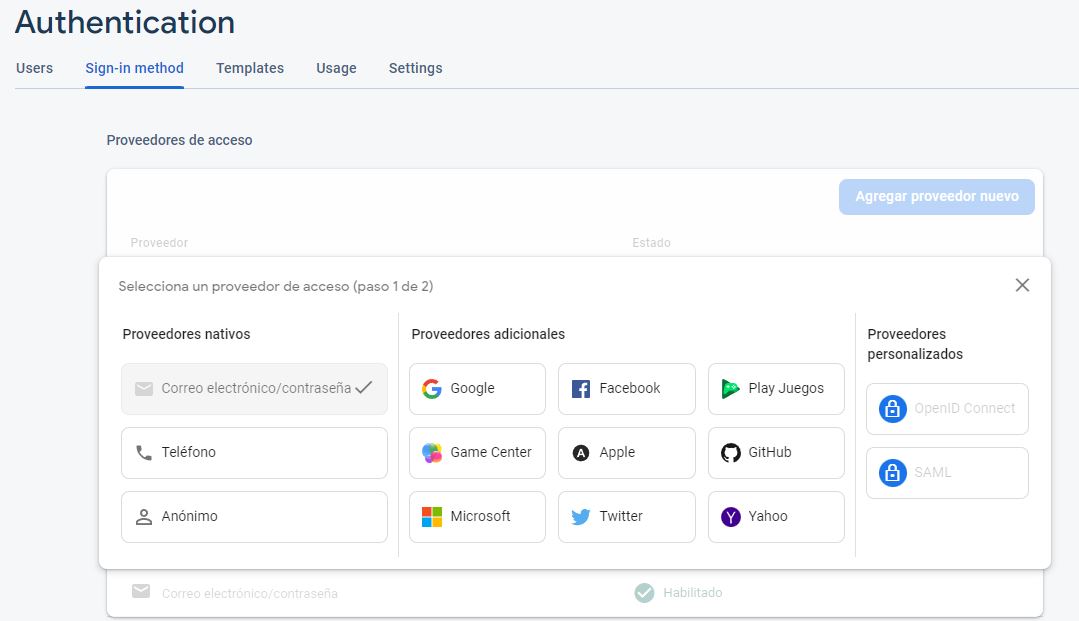 Authentication
Users Sign-in method Templates Usage Settings
Proveedores de acceso
Agregar proveedor nuevo
Proveedor Estado
Selecciona un proveedor de acceso (paso 1 de 2)
Proveedores nativos
Correo electrónico/contraseña
Teléfono
Anónimo
Proveedores adicionales
Google Facebook Play Juegos
Game Center Apple GitHub
Microsoft Twitter Yahoo
Proveedores
personalizados
OpenID Connect
SAML
Correo electrónico/contraseña Habilitado